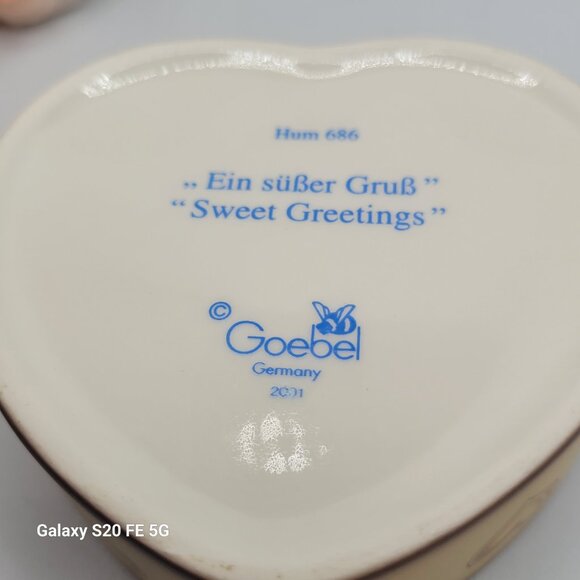 Hum 686
„ Ein süßer Gruß ”
“ Sweet Greetings ”
© Goebel
Germany
2001
Galaxy S20 FE 5G